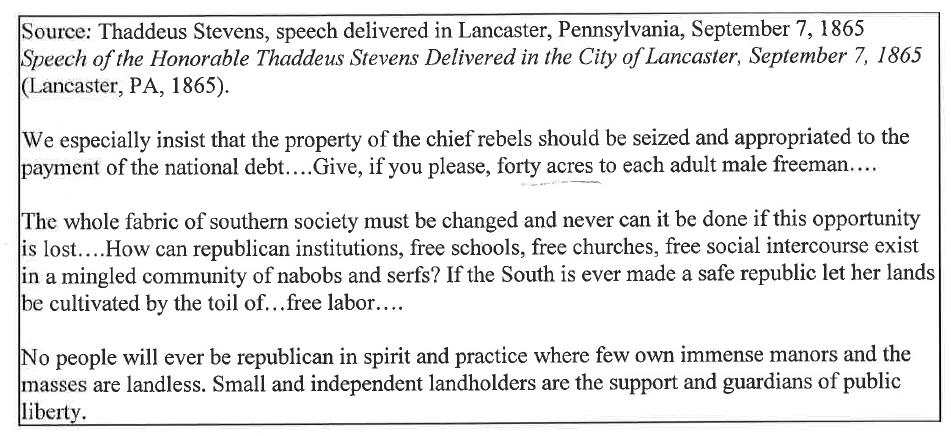 Source: Thaddeus Stevens, speech delivered in Lancaster, Pennsylvania, September 7, 1865
Speech of the Honorable Thaddeus Stevens Delivered in the City of Lancaster, September 7, 1865
(Lancaster, PA, 1865).
We especially insist that the property of the chief rebels should be seized and appropriated to the
payment of the national debt….Give, if you please, forty acres to each adult male freeman….
The whole fabric of southern society must be changed and never can it be done if this opportunity
is lost….How can republican institutions, free schools, free churches, free social intercourse exist
in a mingled community of nabobs and serfs? If the South is ever made a safe republic let her lands
be cultivated by the toil of…free labor….
No people will ever be republican in spirit and practice where few own immense manors and the
masses are landless. Small and independent landholders are the support and guardians of public
liberty.